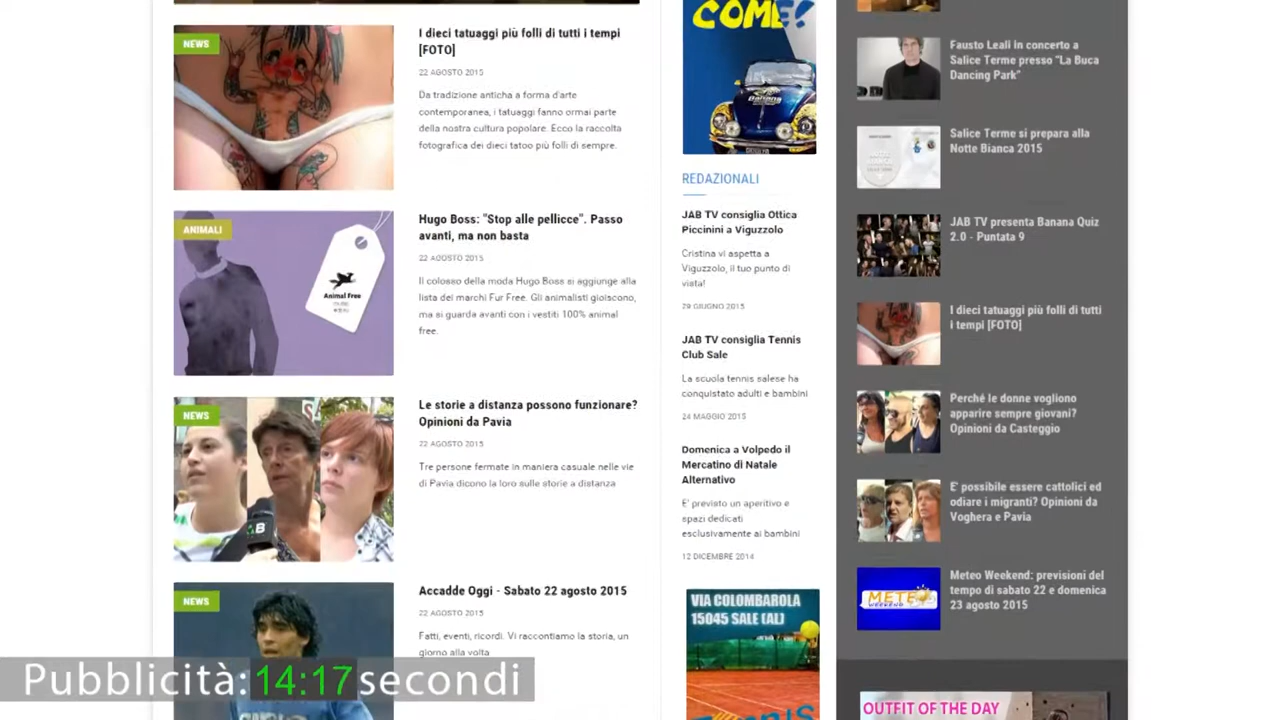 NEWS
I dieci tatuaggi più folli di tutti i tempi
[FOTO]
22 AGOSTO 2015
Da tradizione antica a forma d'arte
contemporanea, i tatuaggi fanno ormai parte
della nostra cultura popolare. Ecco la raccolta
fotografica dei dieci tatoo più folli di sempre.
ANIMALI
Animal Free
Hugo Boss: "Stop alle pellicce". Passo
avanti, ma non basta
22 AGOSTO 2015
Il colosso della moda Hugo Boss si aggiunge alla
lista dei marchi Fur Free. Gli animalisti gioiscono,
ma si guarda avanti con i vestiti 100% animal
free.
NEWS
Le storie a distanza possono funzionare?
Opinioni da Pavia
22 AGOSTO 2015
Tre persone fermate in maniera casuale nelle vie
di Pavia dicono la loro sulle storie a distanza
NEWS
Accadde Oggi - Sabato 22 agosto 2015
22 AGOSTO 2015
Fatti, eventi, ricordi. Vi raccontiamo la storia, un
giorno alla volta
COME!
Banana
REDAZIONALI
JAB TV consiglia Ottica
Piccinini a Viguzzolo
Cristina vi aspetta a
Viguzzolo, il tuo punto di
vista!
29 GIUGNO 2015
JAB TV consiglia Tennis
Club Sale
La scuola tennis salese ha
conquistato adulti e bambini
24 MAGGIO 2015
Domenica a Volpedo il
Mercatino di Natale
Alternativo
E' previsto un aperitivo e
spazi dedicati
esclusivamente ai bambini
12 DICEMBRE 2014
VIA COLOMBAROLA
15045 SALE (AL)
Tennis
Fausto Leali in concerto a
Salice Terme presso "La Buca
Dancing Park"
Salice Terme si prepara alla
Notte Bianca 2015
JAB TV presenta Banana Quiz
2.0 - Puntata 9
I dieci tatuaggi più folli di tutti
i tempi [FOTO]
Perché le donne vogliono
apparire sempre giovani?
Opinioni da Casteggio
E' possibile essere cattolici ed
odiare i migranti? Opinioni da
Voghera e Pavia
METEO
WEEKEND
Meteo Weekend: previsioni del
tempo di sabato 22 e domenica
23 agosto 2015
OUTFIT OF THE DAY
Pubblicità: 14:17 secondi